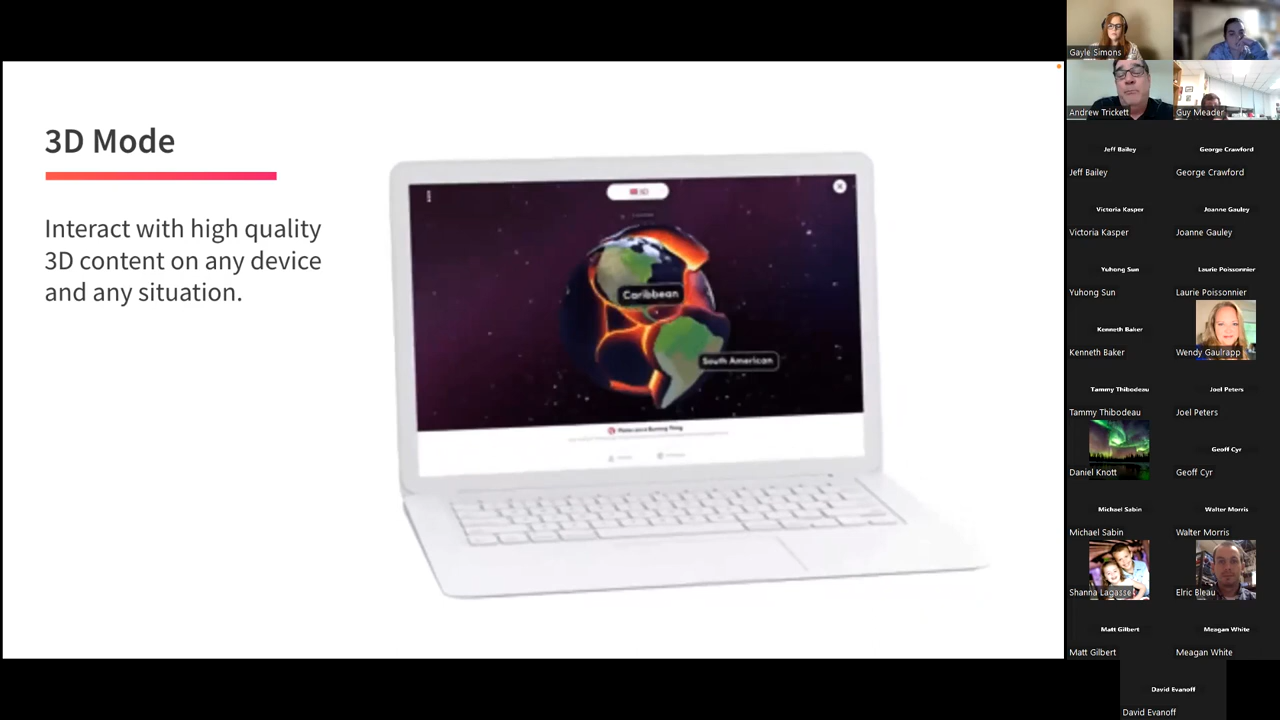 3D Mode
Interact with high quality
3D content on any device
and any situation.
3D
Caribbean
South American
Gayle Simons
Andrew Trickett
Guy Meader
Jeff Bailey
George Crawford
Jeff Bailey
George Crawford
Victoria Kasper
Joanne Gauley
Victoria Kasper
Joanne Gauley
Yuhong Sun
Laurie Poissonnier
Yuhong Sun
Laurie Poissonnier
Kenneth Baker
Kenneth Baker
Wendy Gaulrapp
Tammy Thibodeau
Joel Peters
Tammy Thibodeau
Joel Peters
Geoff Cyr
Daniel Knott
Geoff Cyr
Michael Sabin
Walter Morris
Michael Sabin
Walter Morris
Shanna Lagasse
Elric Bleau
Matt Gilbert
Meagan White
Matt Gilbert
Meagan White
David Evanoff
David Evanoff